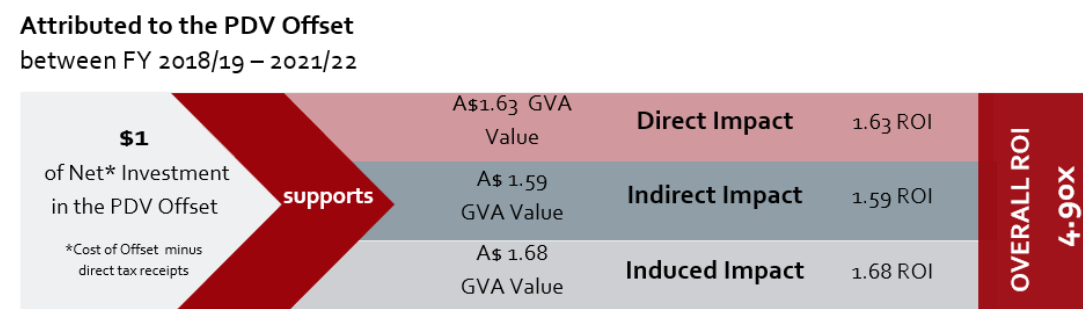 Attributed to the PDV Offset
between FY 2018/19 – 2021/22
$1
of Net* Investment
in the PDV Offset
*Cost of Offset minus
direct tax receipts
supports
A$1.63 GVA
Value
Direct Impact
1.63 ROI
A$ 1.59
GVA Value
Indirect Impact
1.59 ROI
A$ 1.68
GVA Value
Induced Impact
1.68 ROI
OVERALL ROI
4.90x